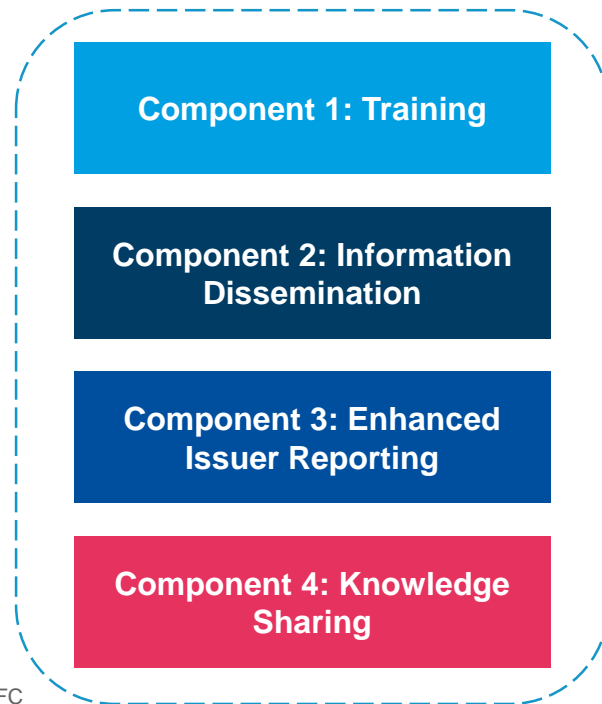 Component 1: Training
Component 2: Information
Dissemination
Component 3: Enhanced
Issuer Reporting
Component 4: Knowledge
Sharing
FC